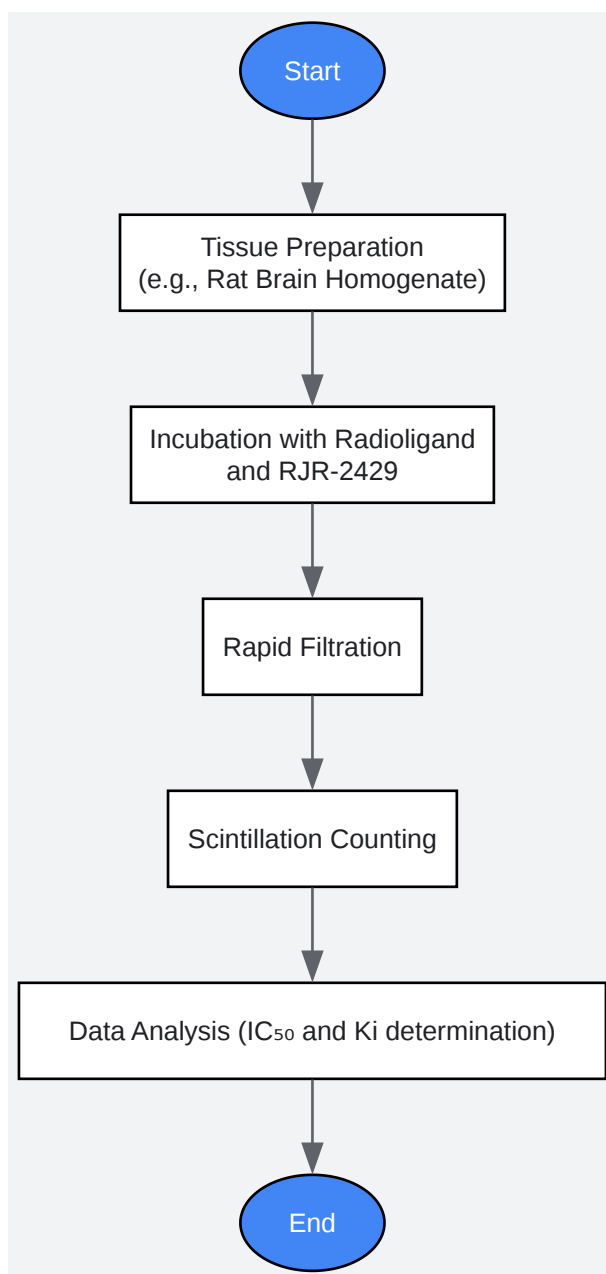 Start
Tissue Preparation
(e.g., Rat Brain Homogenate)
Incubation with Radioligand
and RJR-2429
Rapid Filtration
Scintillation Counting
Data Analysis (IC₅₀ and Ki determination)
End